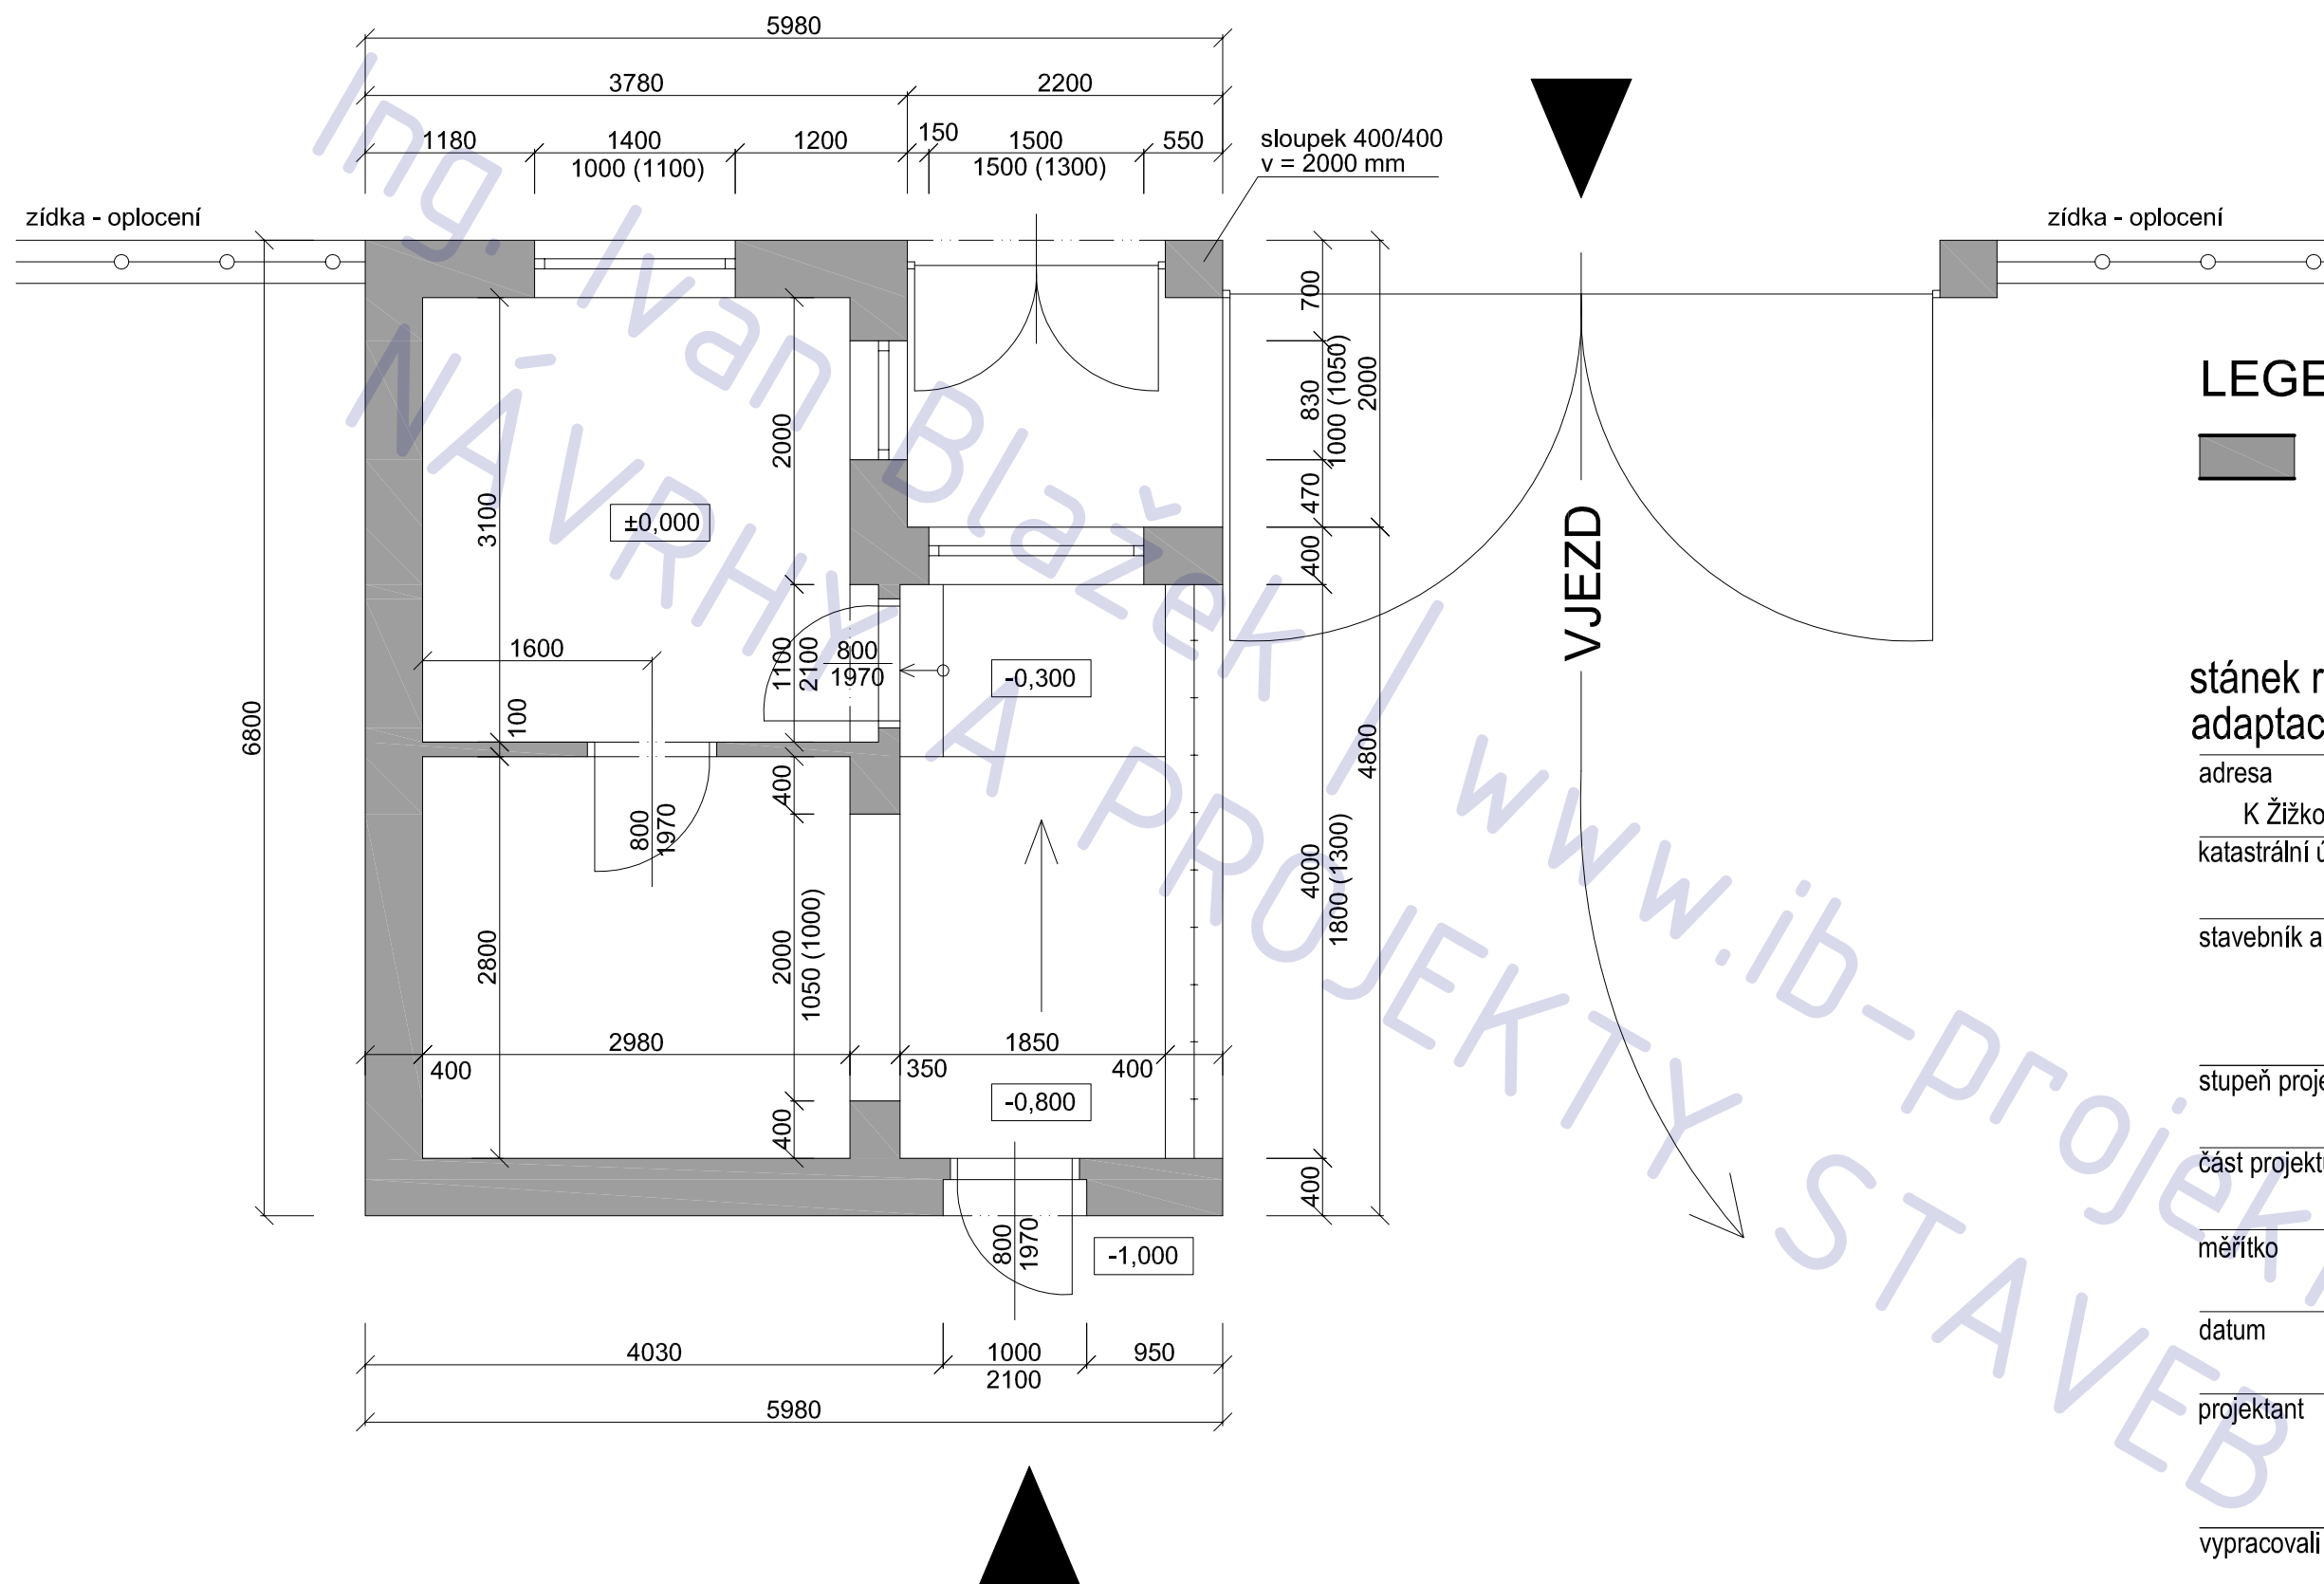 5980
3780
2200
1180
1400
1200
150
1500
550
1000 (1100)
1500 (1300)
sloupek 400/400
v = 2000 mm
zídka - oplocení
zídka - oplocení
700
830
1000 (1050)
2000
470
400
2000
3100
±0,000
1600
100
1100
2100
800
1970
-0,300
VJEZD
6800
4800
400
800
1970
4000
1800 (1300)
2800
2000
1050 (1000)
2980
1850
400
350
400
-0,800
400
400
800
1970
-1,000
4030
1000
950
2100
5980
LEGE
stánek r
adaptac
adresa
K Žižko
katastrální ú
stavebník a
stupeň proje
část projekt
měřítko
datum
projektant
vypracovali
Ing. Ivan Blažek / www.ib-projek
NÁVRHY A PROJEKTY STAVEB